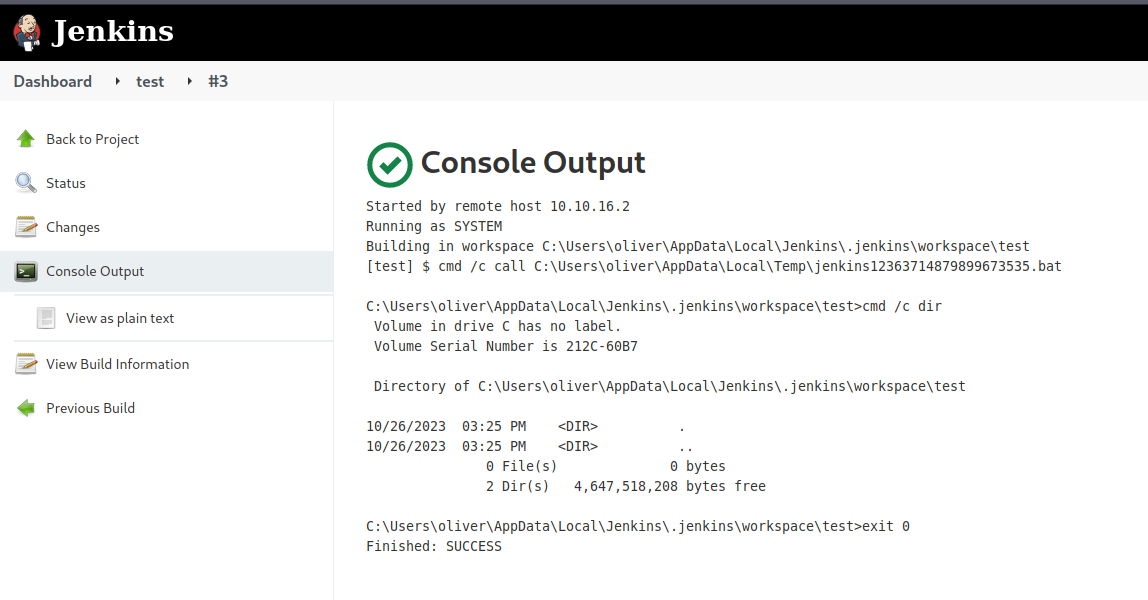 Jenkins
Dashboard
test
#3
Back to Project
Status
Changes
Console Output
View as plain text
View Build Information
Previous Build
Console Output
Started by remote host 10.10.16.2
Running as SYSTEM
Building in workspace C:\Users\oliver\AppData\Local\Jenkins\.jenkins\workspace\test
[test] $ cmd /c call C:\Users\oliver\AppData\Local\Temp\jenkins12363714879899673535.bat
C:\Users\oliver\AppData\Local\Jenkins\.jenkins\workspace\test>cmd /c dir
Volume in drive C has no label.
Volume Serial Number is 212C-60B7
Directory of C:\Users\oliver\AppData\Local\Jenkins\.jenkins\workspace\test
10/26/2023  03:25 PM    <DIR>          .
10/26/2023  03:25 PM    <DIR>          ..
0 File(s)              0 bytes
2 Dir(s)   4,647,518,208 bytes free
C:\Users\oliver\AppData\Local\Jenkins\.jenkins\workspace\test>exit 0
Finished: SUCCESS